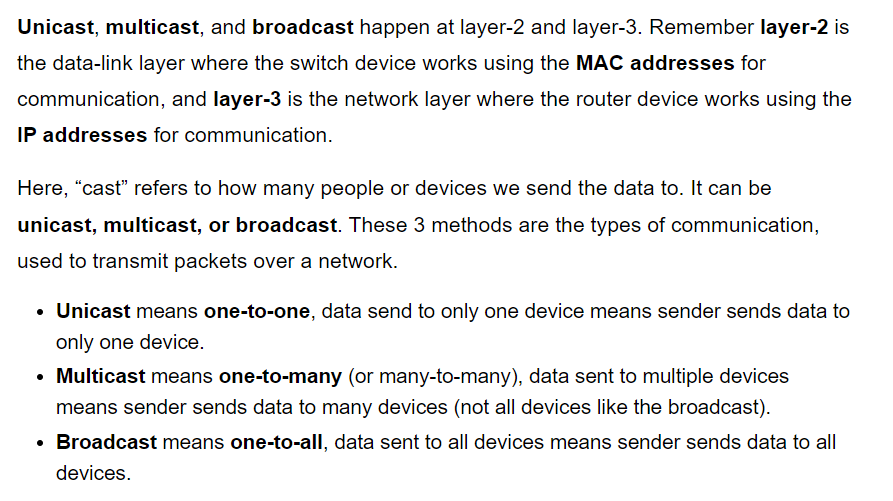 Unicast, multicast, and broadcast happen at layer-2 and layer-3. Remember layer-2 is
the data-link layer where the switch device works using the MAC addresses for
communication, and layer-3 is the network layer where the router device works using the
IP addresses for communication.
Here, “cast” refers to how many people or devices we send the data to. It can be
unicast, multicast, or broadcast. These 3 methods are the types of communication,
used to transmit packets over a network.
• Unicast means one-to-one, data send to only one device means sender sends data to
only one device.
• Multicast means one-to-many (or many-to-many), data sent to multiple devices
means sender sends data to many devices (not all devices like the broadcast).
• Broadcast means one-to-all, data sent to all devices means sender sends data to all
devices.